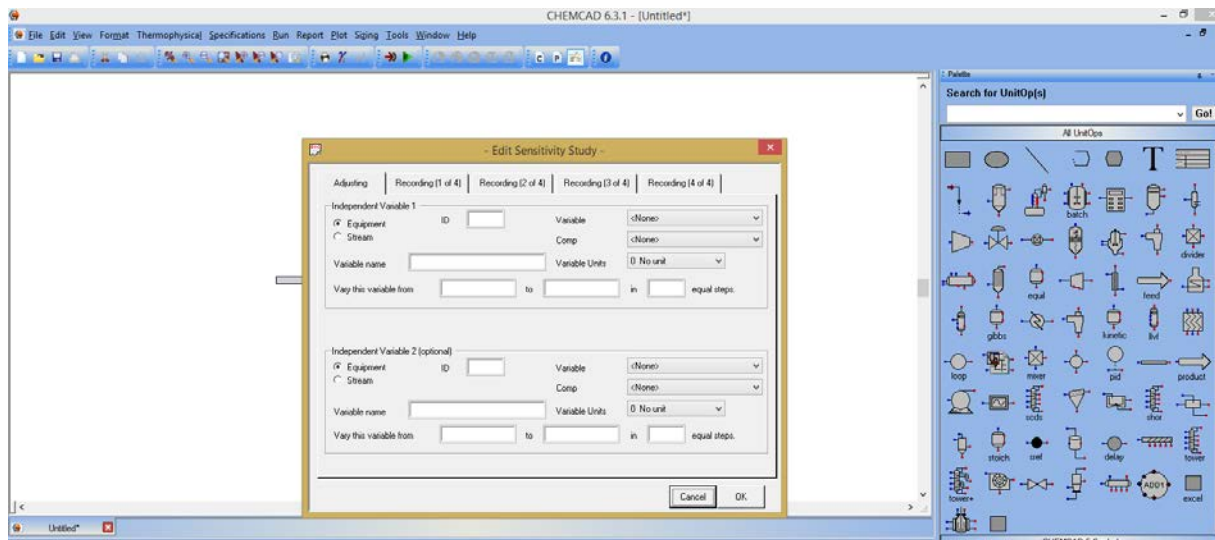 CHEMCAD 6.3.1 - [Untitled*]
File Edit View Format Thermophysical Specifications Run Report Plot Sizing Tools Window Help
C P
Palette
Search for UnitOp(s)
Go!
All UnitOps
T
batch
divider
equil
feed
gibbs
kinetic
llvf
loop
mixer
pid
product
scds
shor
stoich
sref
delay
tower
tower+
ADD1
excel
- Edit Sensitivity Study -
Adjusting Recording (1 of 4) Recording (2 of 4) Recording (3 of 4) Recording (4 of 4)
Independent Variable 1
Equipment ID Variable <None>
Stream Comp <None>
Variable name Variable Units 0 No unit
Vary this variable from to in equal steps.
Independent Variable 2 (optional)
Equipment ID Variable <None>
Stream Comp <None>
Variable name Variable Units 0 No unit
Vary this variable from to in equal steps.
Cancel OK
Untitled*